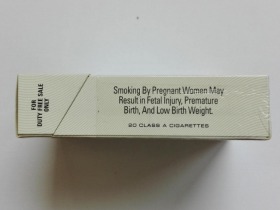 FOR
DUTY FREE SALE
ONLY
Smoking By Pregnant Women May
Result in Fetal Injury, Premature
Birth, And Low Birth Weight.
20 CLASS A CIGARETTES